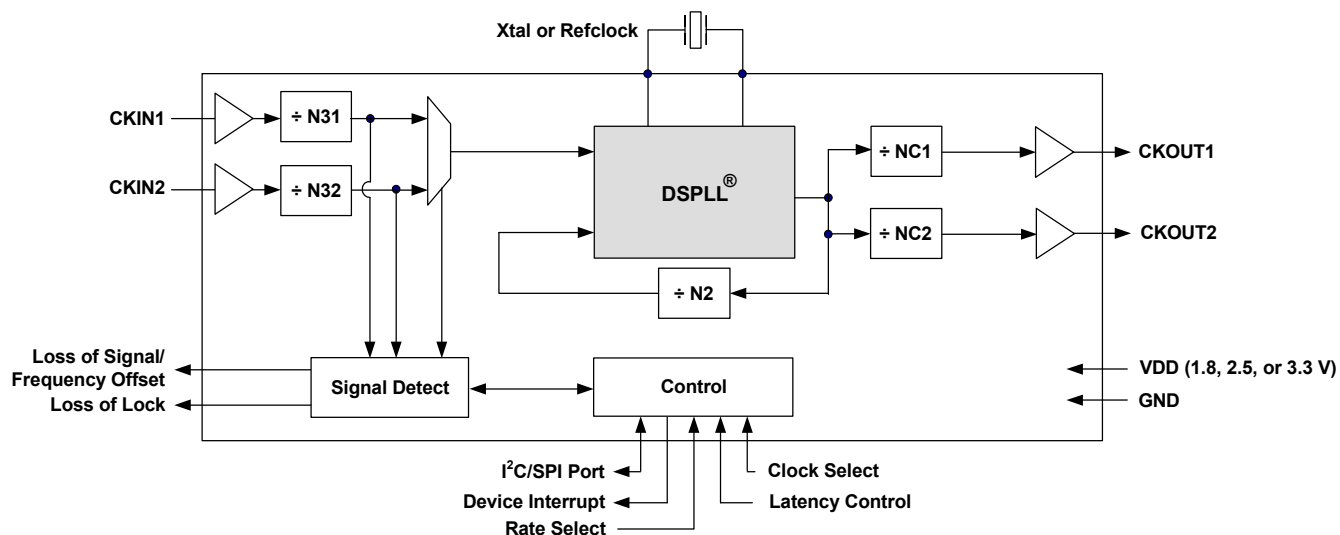 Xtal or Refclock
CKIN1
÷ N31
CKIN2
÷ N32
DSPLL®
÷ NC1
CKOUT1
÷ NC2
CKOUT2
÷ N2
Loss of Signal/
Frequency Offset
Loss of Lock
Signal Detect
Control
VDD (1.8, 2.5, or 3.3 V)
GND
I²C/SPI Port
Clock Select
Device Interrupt
Latency Control
Rate Select